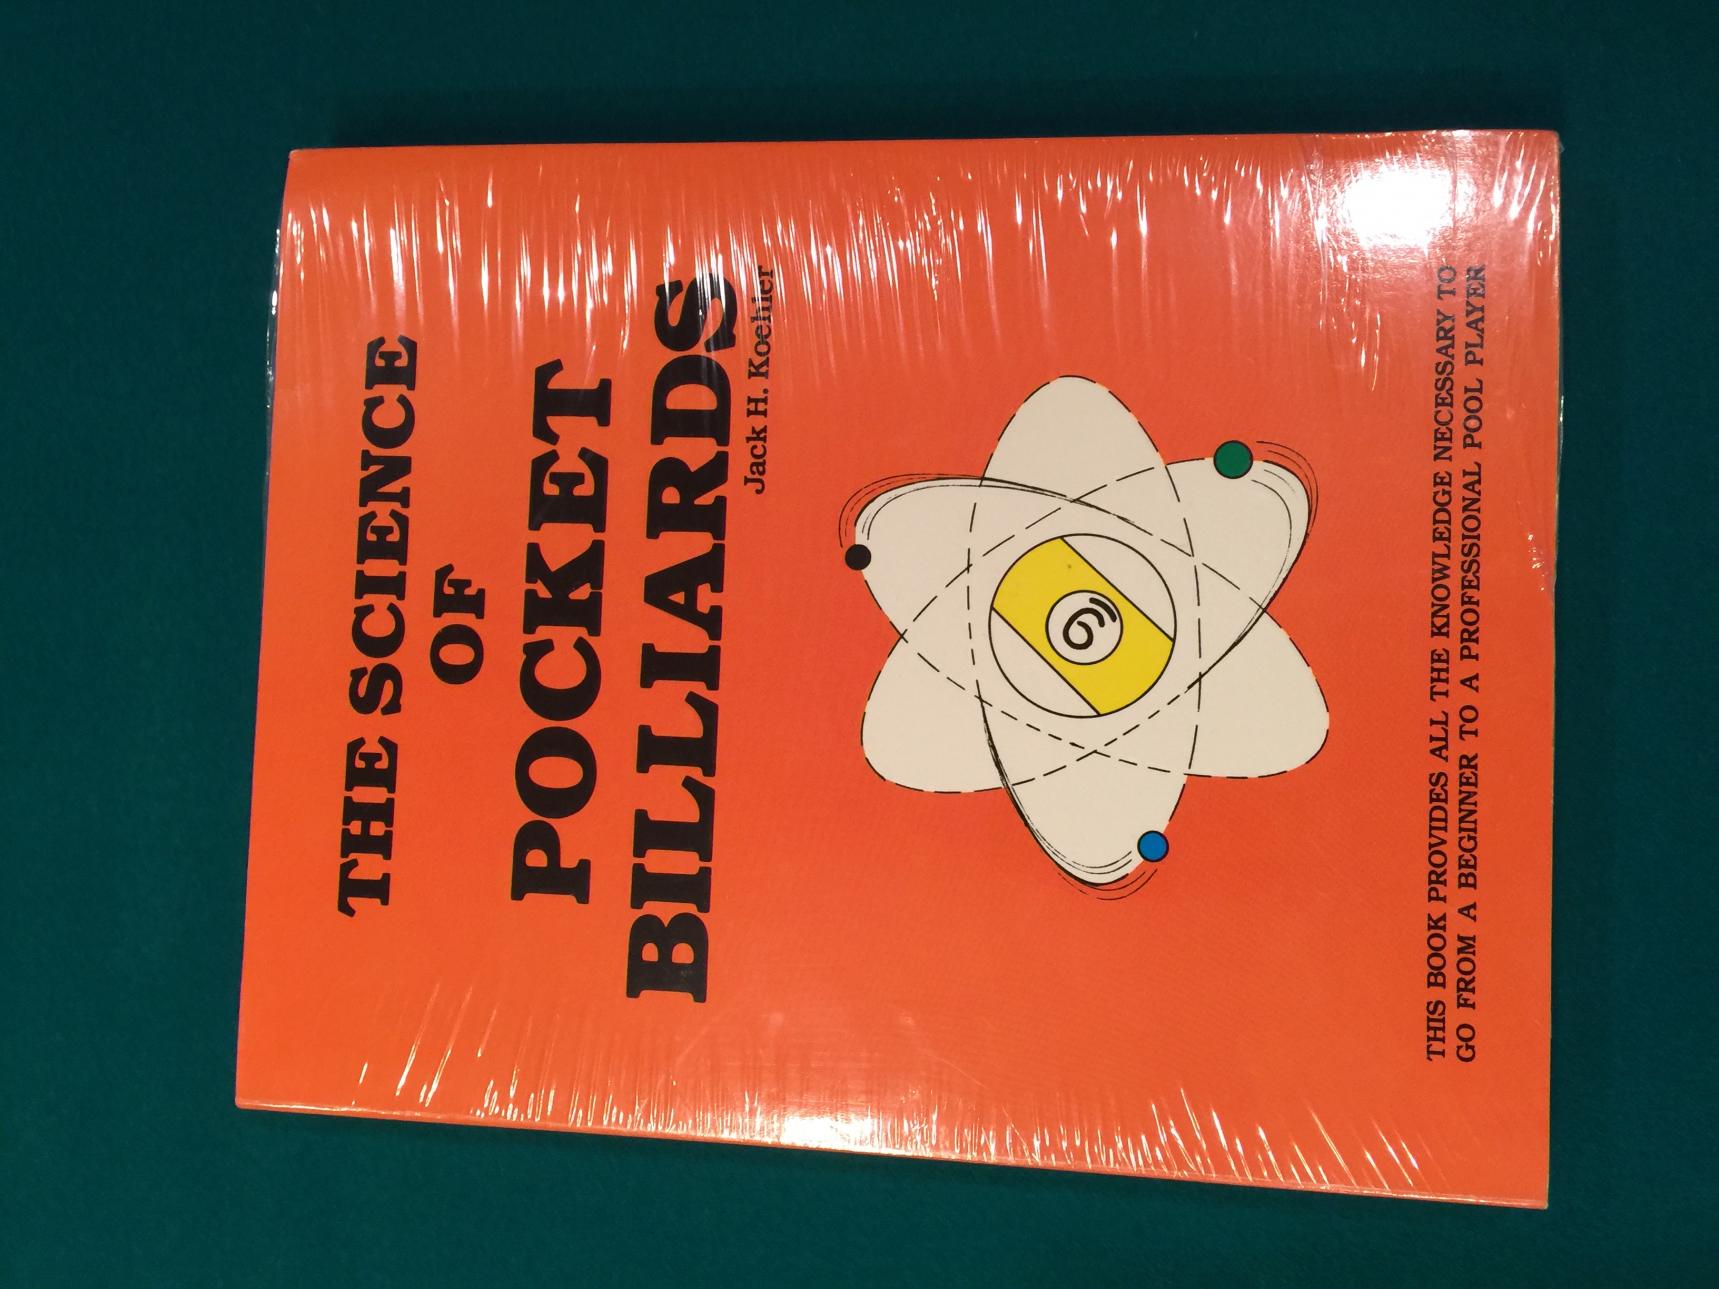 THE SCIENCE
OF
POCKET
BILLIARDS
Jack H. Koehler
9
THIS BOOK PROVIDES ALL THE KNOWLEDGE NECESSARY TO
GO FROM A BEGINNER TO A PROFESSIONAL POOL PLAYER